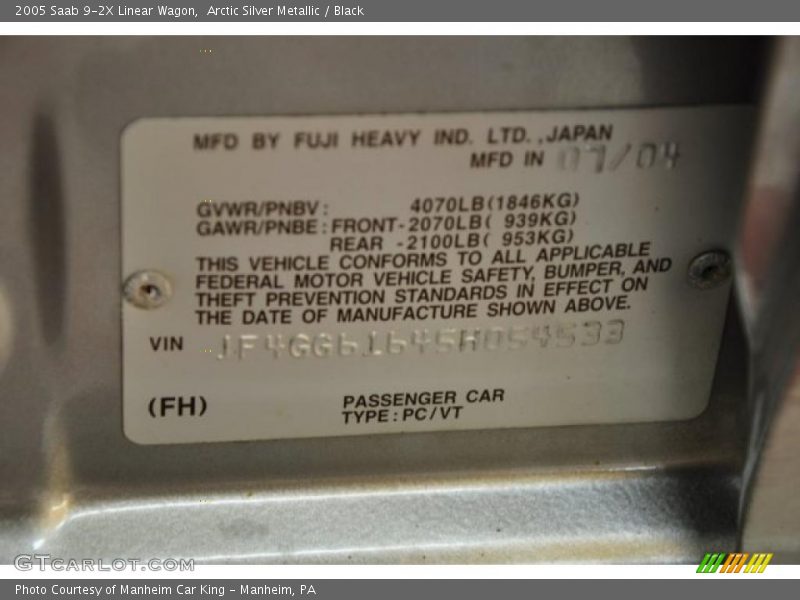 2005 Saab 9-2X Linear Wagon,  Arctic Silver Metallic / Black
MFD BY FUJI HEAVY IND. LTD.,JAPAN
MFD IN 07/04
GVWR/PNBV: 4070LB(1846KG)
GAWR/PNBE:FRONT-2070LB( 939KG)
REAR -2100LB( 953KG)
THIS VEHICLE CONFORMS TO ALL APPLICABLE
FEDERAL MOTOR VEHICLE SAFETY, BUMPER, AND
THEFT PREVENTION STANDARDS IN EFFECT ON
THE DATE OF MANUFACTURE SHOWN ABOVE.
VIN JF4GG61645H054533
(FH)
PASSENGER CAR
TYPE:PC/VT
GTCARLOT.COM
Photo Courtesy of Manheim Car King - Manheim, PA